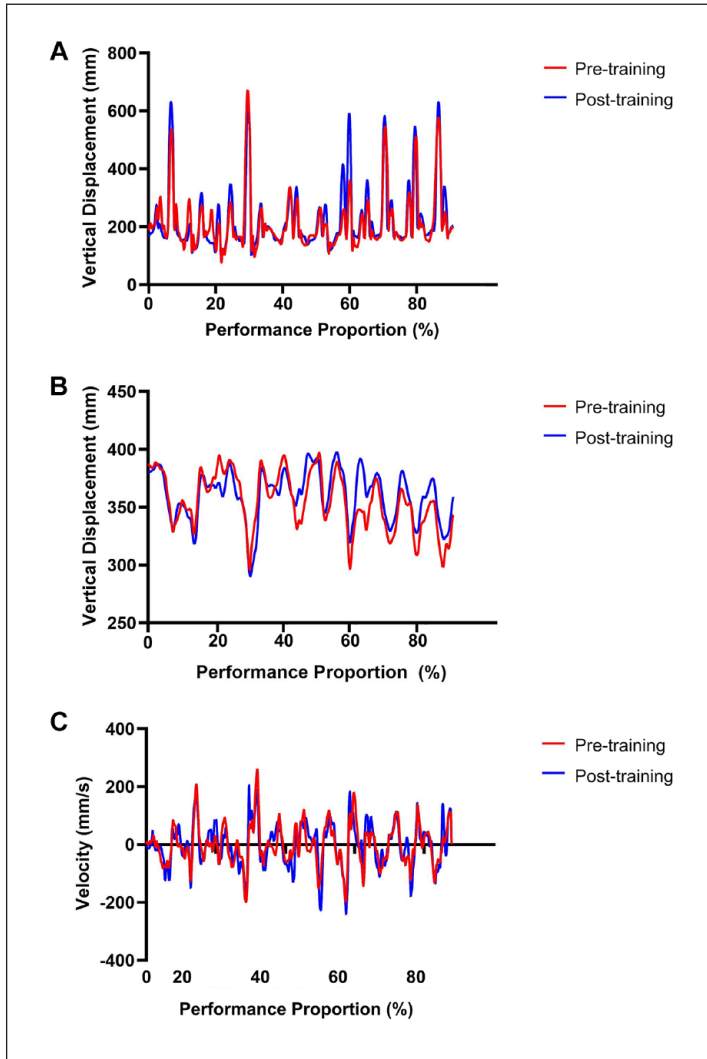 A
Vertical Displacement (mm)
800
600
400
200
0
0 20 40 60 80
Performance Proportion (%)
Pre-training
Post-training
B
Vertical Displacement (mm)
450
400
350
300
250
0 20 40 60 80
Performance Proportion (%)
Pre-training
Post-training
C
Velocity (mm/s)
400
200
0
-200
-400
0 20 40 60 80
Performance Proportion (%)
Pre-training
Post-training